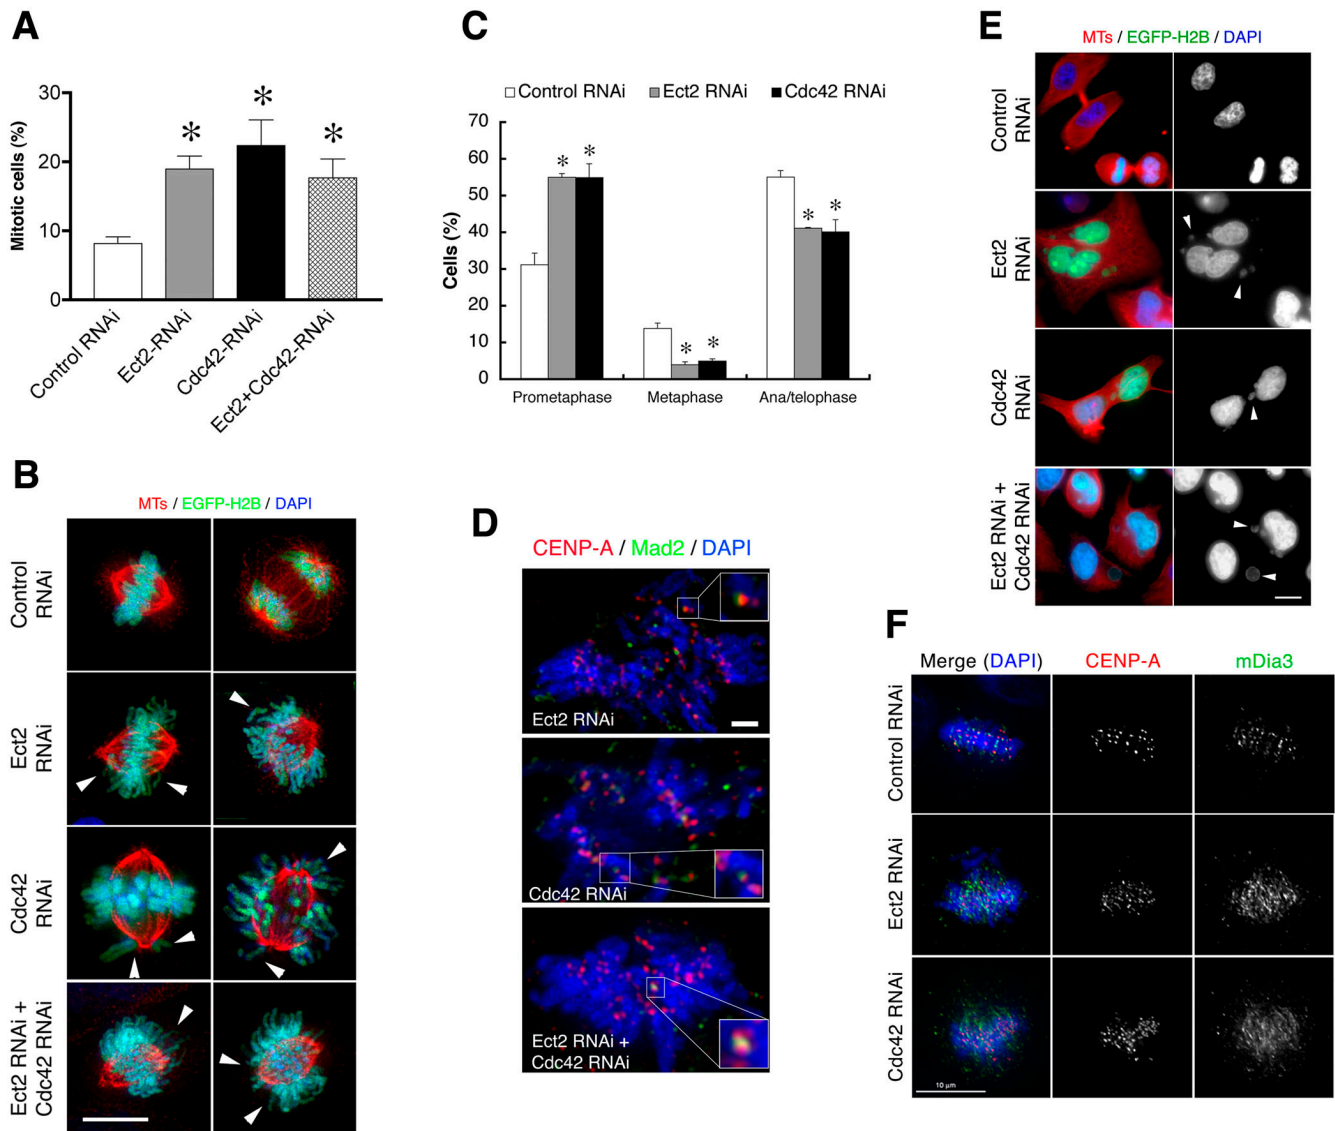 A
Mitotic cells (%)
30
20
10
0
*
*
*
Control RNAi
Ect2-RNAi
Cdc42-RNAi
Ect2+Cdc42-RNAi
B
MTs / EGFP-H2B / DAPI
Control
RNAi
Ect2
RNAi
Cdc42
RNAi
Ect2 RNAi +
Cdc42 RNAi
C
Control RNAi
Ect2 RNAi
Cdc42 RNAi
Cells (%)
70
60
50
40
30
20
10
0
* *
* *
* *
Prometaphase
Metaphase
Ana/telophase
D
CENP-A / Mad2 / DAPI
Ect2 RNAi
Cdc42 RNAi
Ect2 RNAi +
Cdc42 RNAi
E
MTs / EGFP-H2B / DAPI
Control
RNAi
Ect2
RNAi
Cdc42
RNAi
Ect2 RNAi +
Cdc42 RNAi
F
Merge (DAPI) CENP-A mDia3
Control RNAi
Ect2 RNAi
Cdc42 RNAi
10 µm